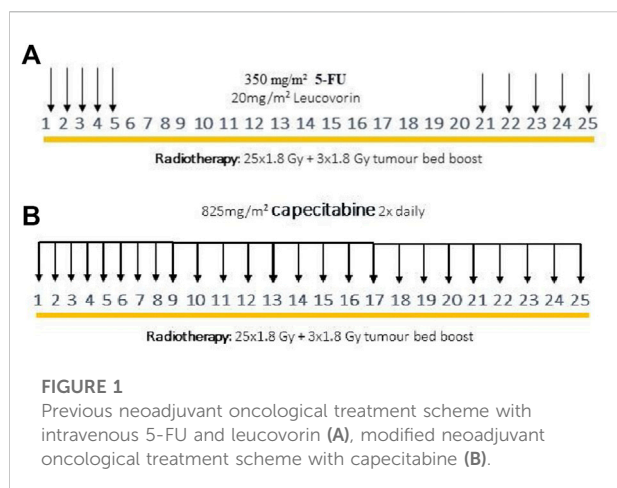 A
350 mg/m² 5-FU
20mg/m² Leucovorin
1 2 3 4 5 6 7 8 9 10 11 12 13 14 15 16 17 18 19 20 21 22 23 24 25
Radiotherapy: 25x1.8 Gy + 3x1.8 Gy tumour bed boost
B
825mg/m² capecitabine 2x daily
1 2 3 4 5 6 7 8 9 10 11 12 13 14 15 16 17 18 19 20 21 22 23 24 25
Radiotherapy: 25x1.8 Gy + 3x1.8 Gy tumour bed boost
FIGURE 1
Previous neoadjuvant oncological treatment scheme with
intravenous 5-FU and leucovorin (A), modified neoadjuvant
oncological treatment scheme with capecitabine (B).